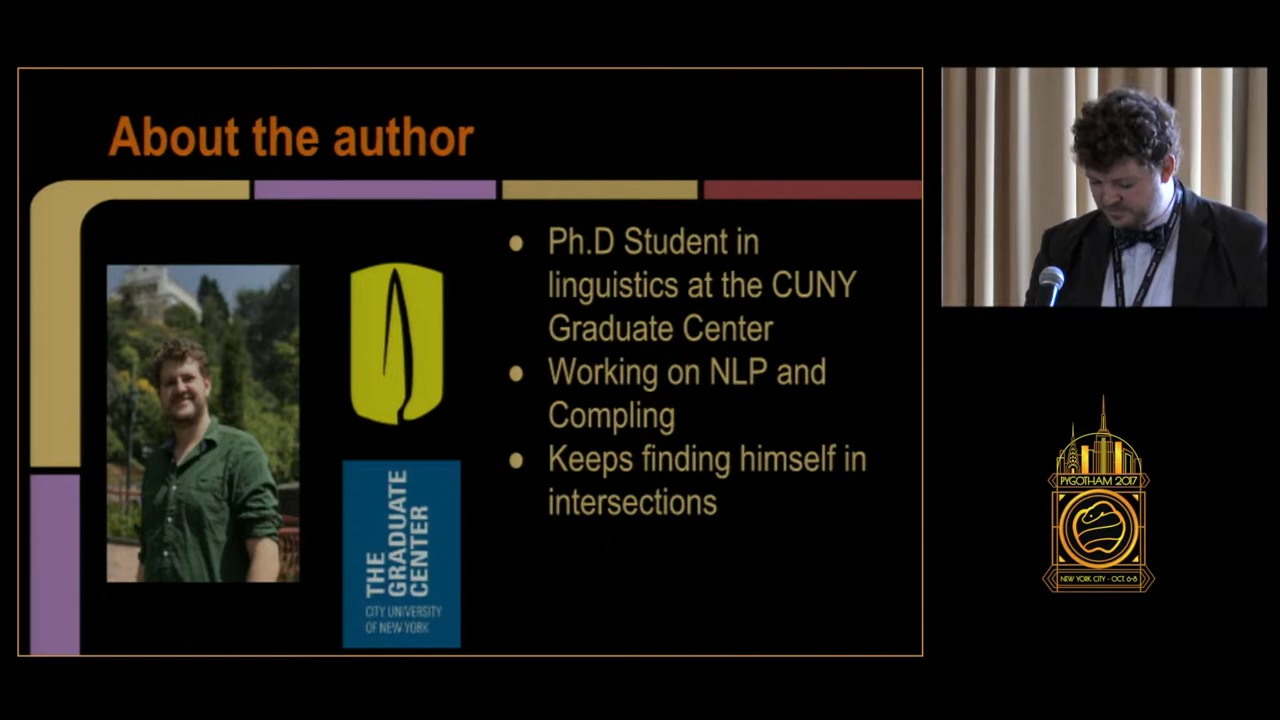 About the author
● Ph.D Student in
linguistics at the CUNY
Graduate Center
● Working on NLP and
Compling
● Keeps finding himself in
intersections
THE
GRADUATE
CENTER
CITY UNIVERSITY
OF NEW YORK
PYGOTHAM 2017
NEW YORK CITY - OCT. 6-8